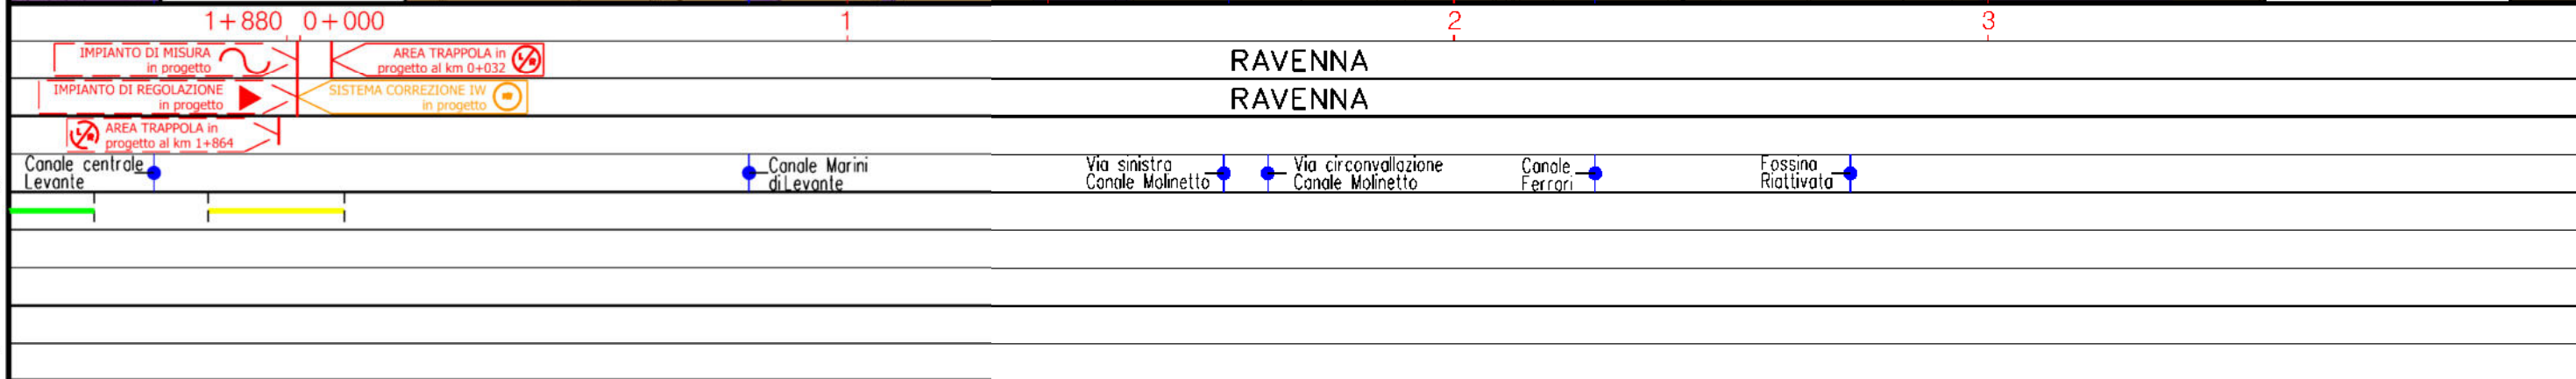 1+880 0+000 1 2 3
IMPIANTO DI MISURA
in progetto
AREA TRAPPOLA in
progetto al km 0+032
RAVENNA
IMPIANTO DI REGOLAZIONE
in progetto
SISTEMA CORREZIONE IW
in progetto
RAVENNA
AREA TRAPPOLA in
progetto al km 1+864
Canale centrale
Levante
Canale Marini
di Levante
Via sinistra
Canale Molinetto
Via circonvallazione
Canale Molinetto
Canale
Ferrari
Fossina
Riattivata